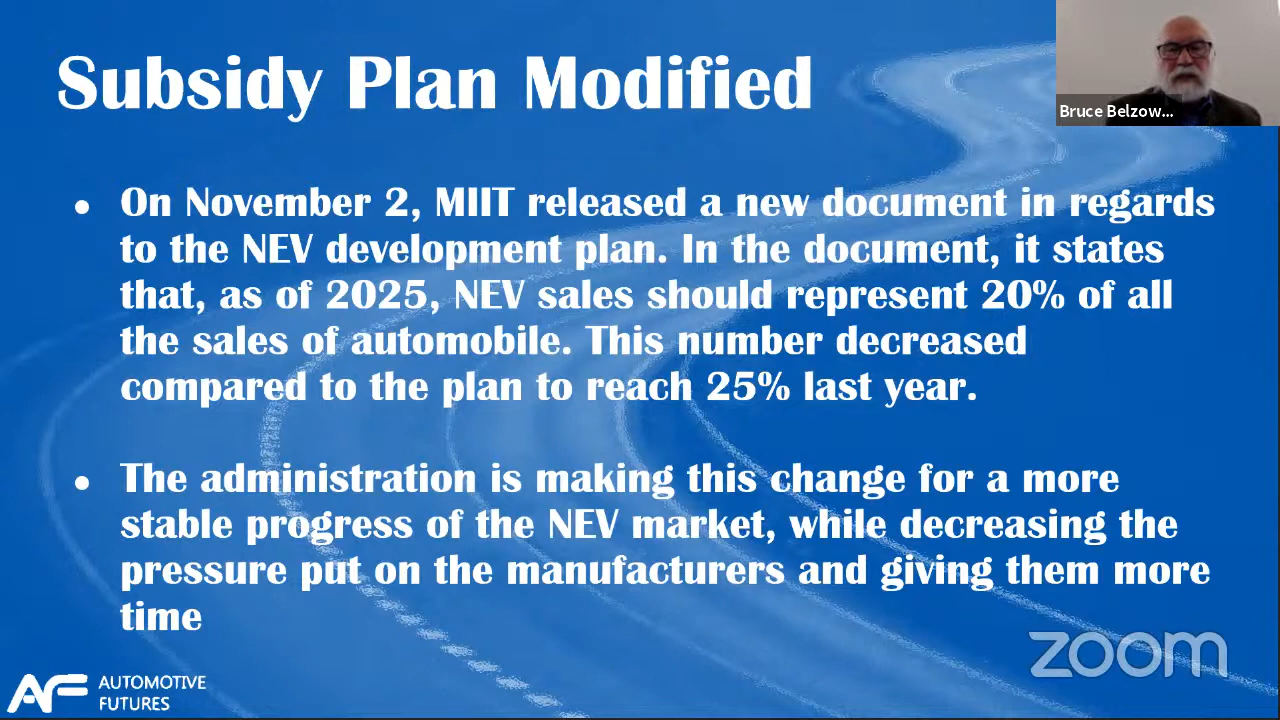 Subsidy Plan Modified
Bruce Belzow...
• On November 2, MIIT released a new document in regards
to the NEV development plan. In the document, it states
that, as of 2025, NEV sales should represent 20% of all
the sales of automobile. This number decreased
compared to the plan to reach 25% last year.
• The administration is making this change for a more
stable progress of the NEV market, while decreasing the
pressure put on the manufacturers and giving them more
time
zoom
AF AUTOMOTIVE
FUTURES